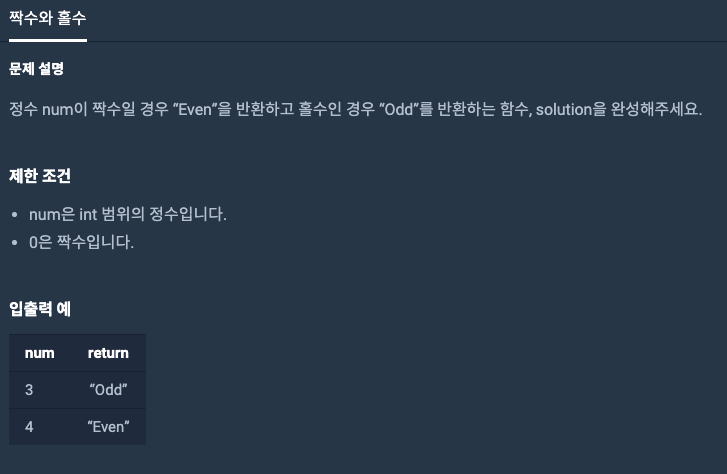 짝수와 홀수
문제 설명
정수 num이 짝수일 경우 “Even”을 반환하고 홀수인 경우 “Odd”를 반환하는 함수, solution을 완성해주세요.
제한 조건
• num은 int 범위의 정수입니다.
• 0은 짝수입니다.
입출력 예
num return
3 “Odd”
4 “Even”